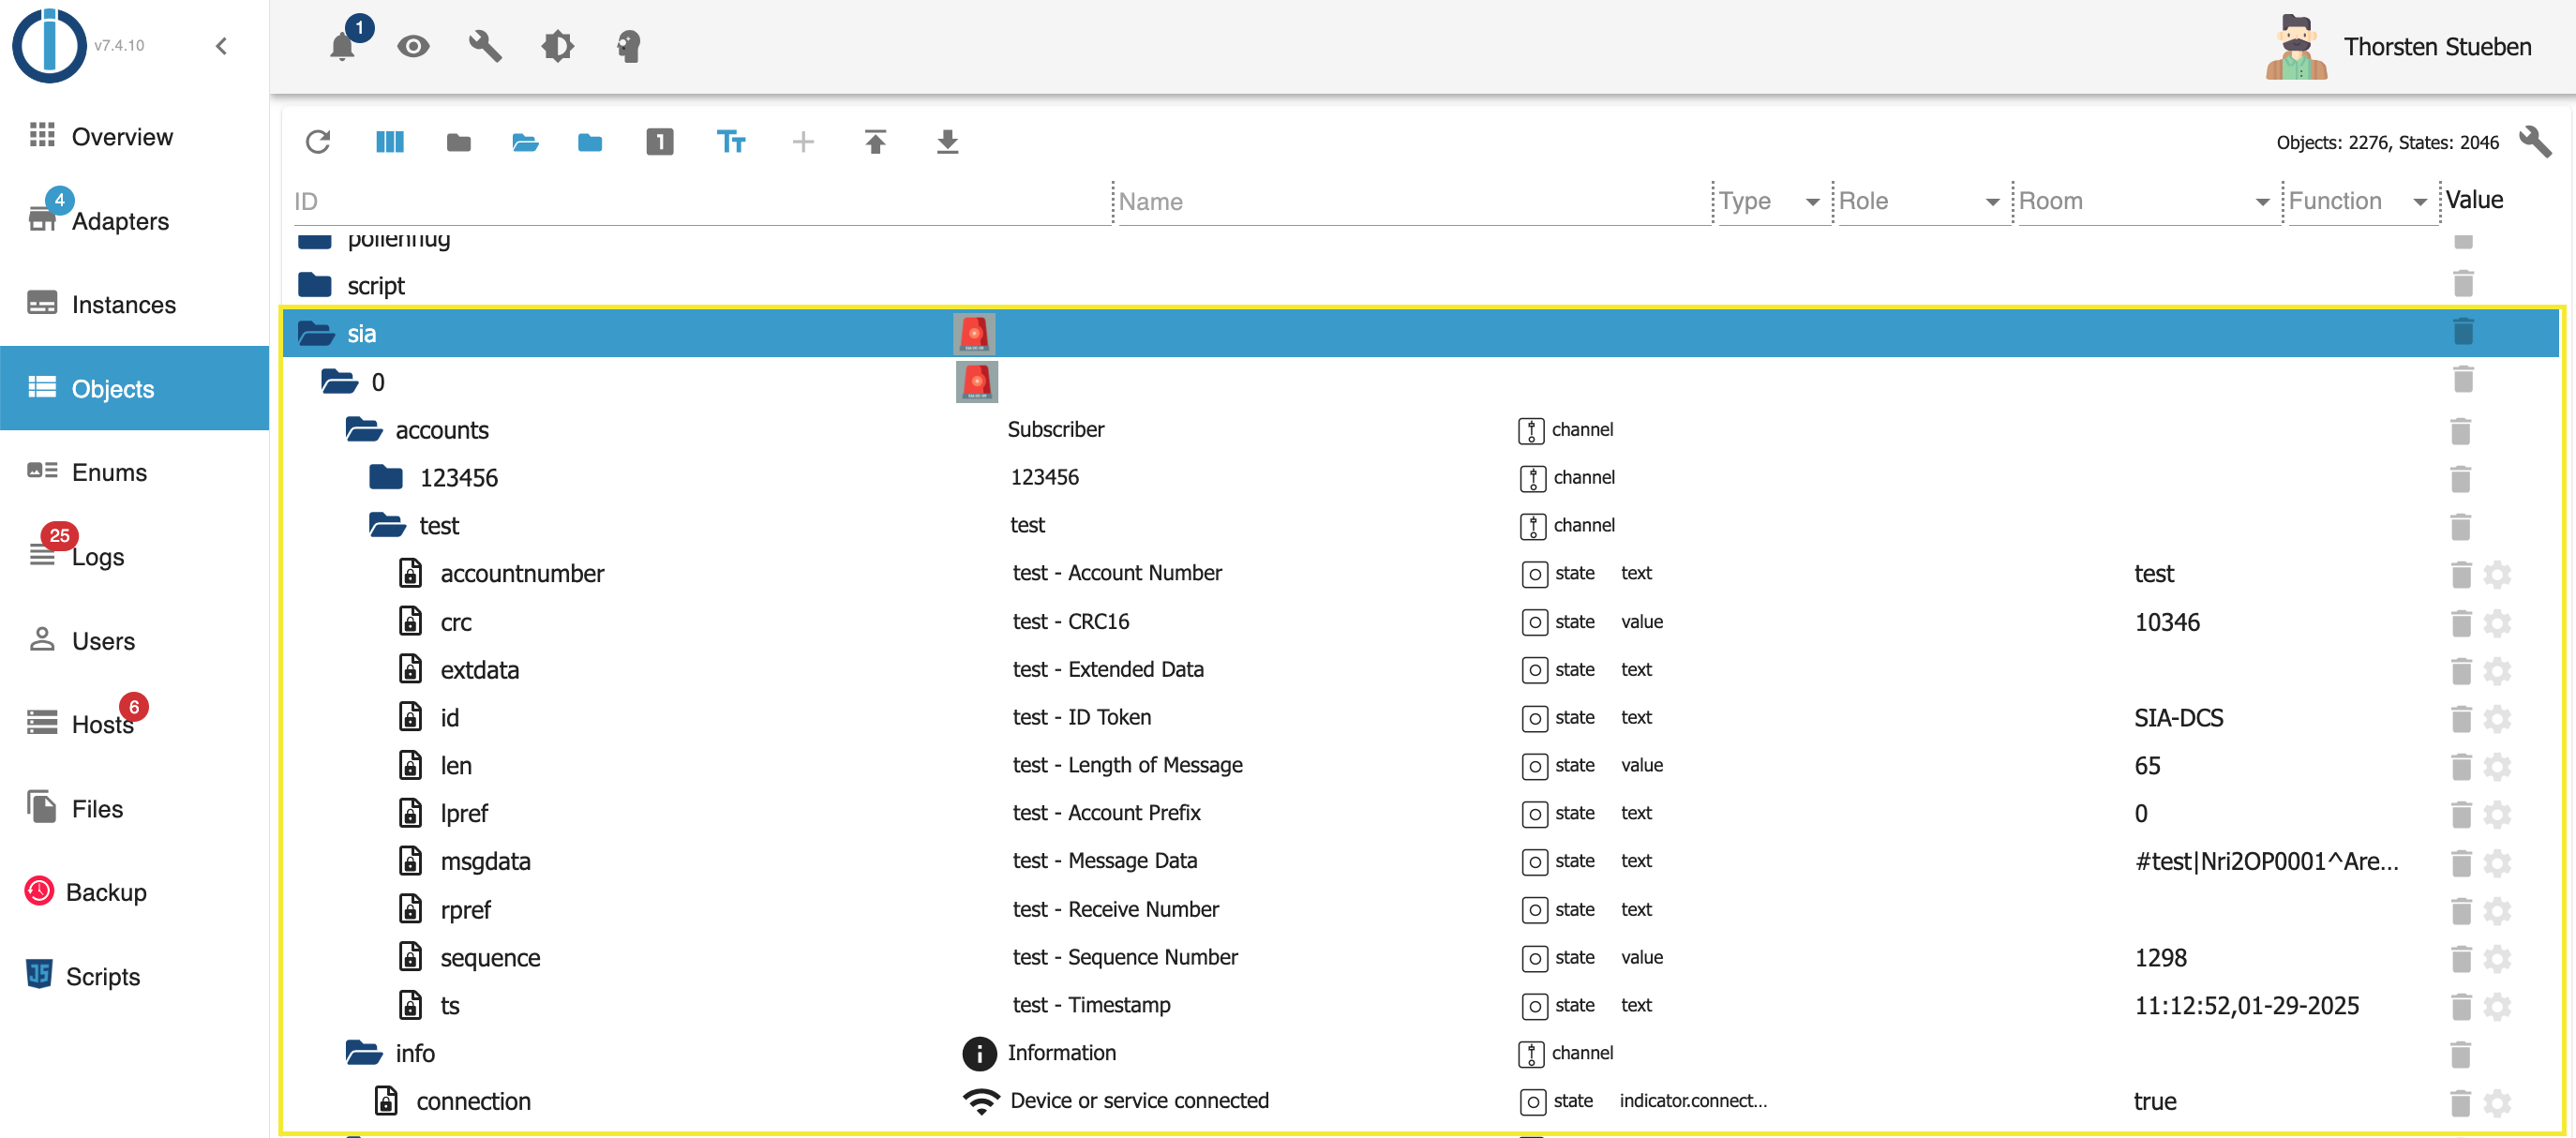 v7.4.10
1
Thorsten Stueben
Overview
4
Adapters
Instances
Objects
Enums
25
Logs
Users
6
Hosts
Files
Backup
JS
Scripts
1
Objects: 2276, States: 2046
ID Name Type Role Room Function Value
pollenflug
script
sia
0
accounts Subscriber channel
123456 123456 channel
test test channel
accountnumber test - Account Number state text test
crc test - CRC16 state value 10346
extdata test - Extended Data state text
id test - ID Token state text SIA-DCS
len test - Length of Message state value 65
lpref test - Account Prefix state text 0
msgdata test - Message Data state text #test|Nri2OP0001^Are...
rpref test - Receive Number state text
sequence test - Sequence Number state value 1298
ts test - Timestamp state text 11:12:52,01-29-2025
info Information channel
connection Device or service connected state indicator.connect... true